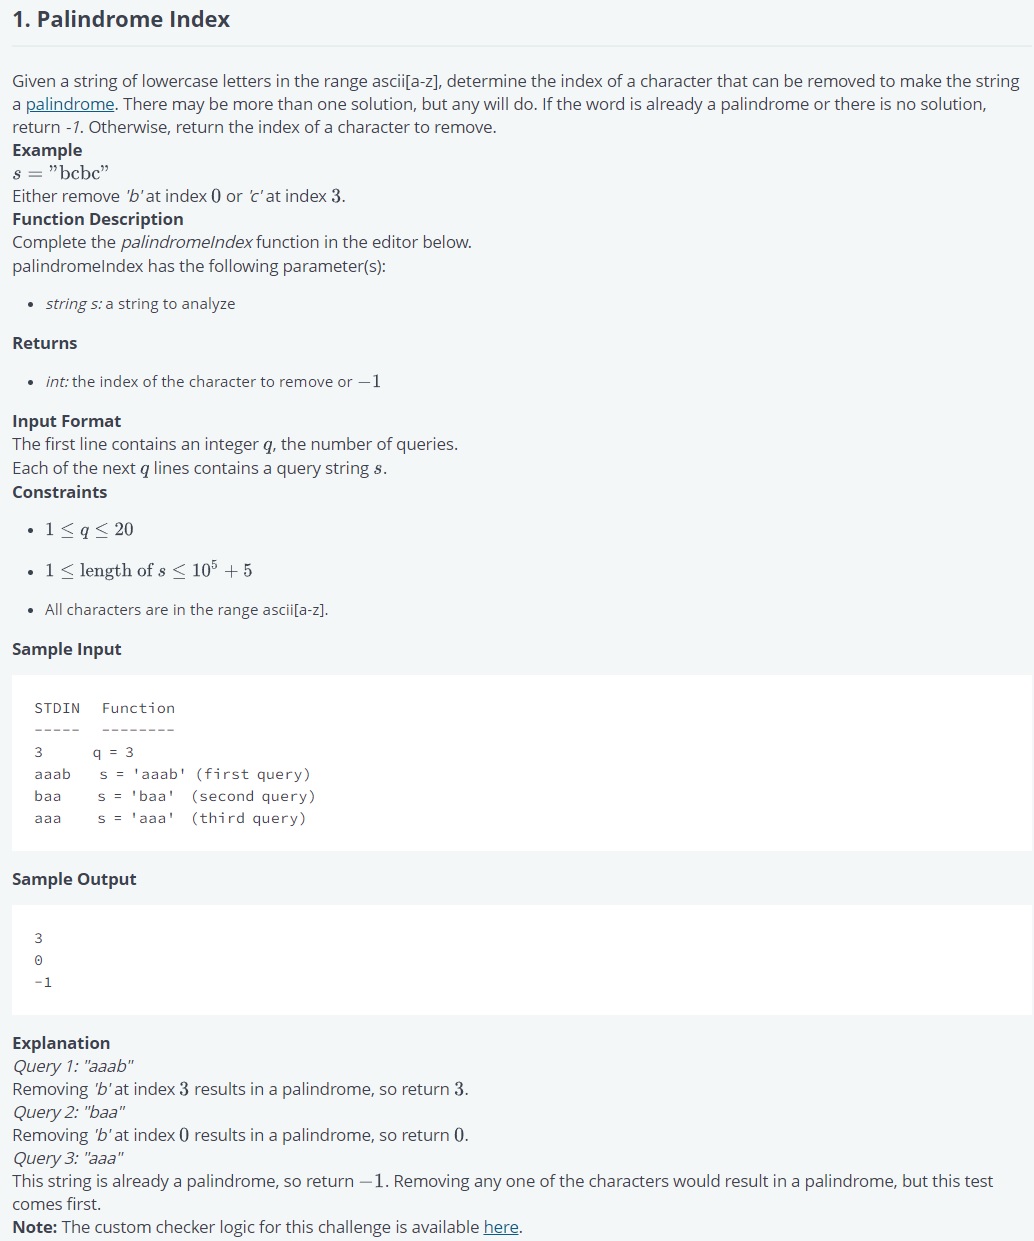 1. Palindrome Index
Given a string of lowercase letters in the range ascii[a-z], determine the index of a character that can be removed to make the string
a palindrome. There may be more than one solution, but any will do. If the word is already a palindrome or there is no solution,
return -1. Otherwise, return the index of a character to remove.
Example
s = ”bcbc”
Either remove 'b' at index 0 or 'c' at index 3.
Function Description
Complete the palindromeIndex function in the editor below.
palindromeIndex has the following parameter(s):
• string s: a string to analyze
Returns
• int: the index of the character to remove or −1
Input Format
The first line contains an integer q, the number of queries.
Each of the next q lines contains a query string s.
Constraints
• 1 ≤ q ≤ 20
• 1 ≤ length of s ≤ 10⁵ + 5
• All characters are in the range ascii[a-z].
Sample Input
STDIN   Function
-----   --------
3      q = 3
aaab    s = 'aaab' (first query)
baa     s = 'baa'  (second query)
aaa     s = 'aaa'  (third query)
Sample Output
3
0
-1
Explanation
Query 1: "aaab"
Removing 'b' at index 3 results in a palindrome, so return 3.
Query 2: "baa"
Removing 'b' at index 0 results in a palindrome, so return 0.
Query 3: "aaa"
This string is already a palindrome, so return −1. Removing any one of the characters would result in a palindrome, but this test
comes first.
Note: The custom checker logic for this challenge is available here.